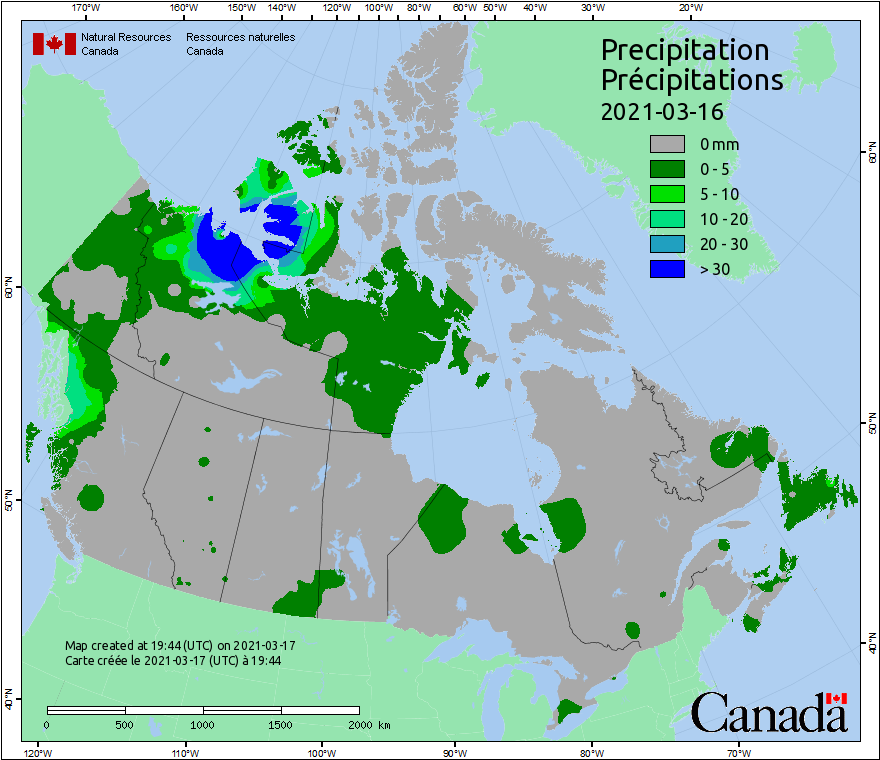 170°W 160°W 150°W 140°W 120°W 100°W 80°W 60°W 50°W 40°W 30°W 20°W
Natural Resources Ressources naturelles
Canada Canada
Precipitation
Précipitations
2021-03-16
0 mm
0 - 5
5 - 10
10 - 20
20 - 30
> 30
60°N
60°N
50°N
50°N
40°N
40°N
Map created at 19:44 (UTC) on 2021-03-17
Carte créée le 2021-03-17 (UTC) à 19:44
0 500 1000 1500 2000 km
Canada
120°W 110°W 100°W 90°W 80°W 70°W